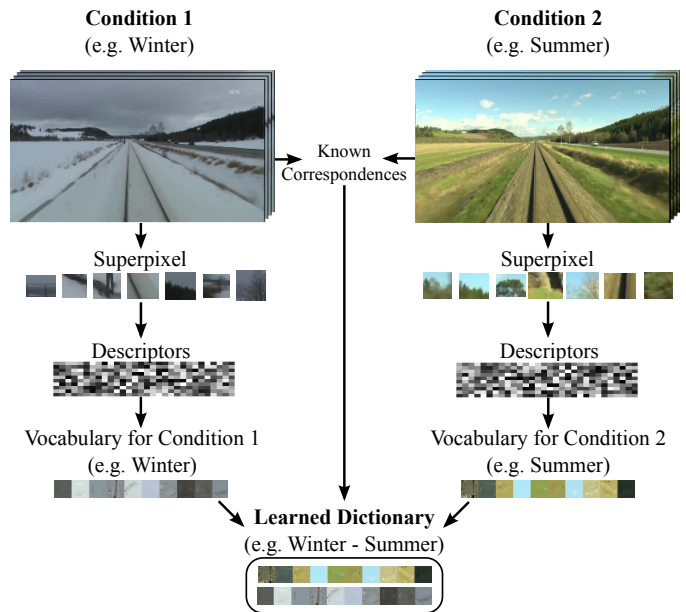 Condition 1
(e.g. Winter)
Condition 2
(e.g. Summer)
Known
Correspondences
Superpixel
Superpixel
Descriptors
Descriptors
Vocabulary for Condition 1
(e.g. Winter)
Vocabulary for Condition 2
(e.g. Summer)
Learned Dictionary
(e.g. Winter - Summer)